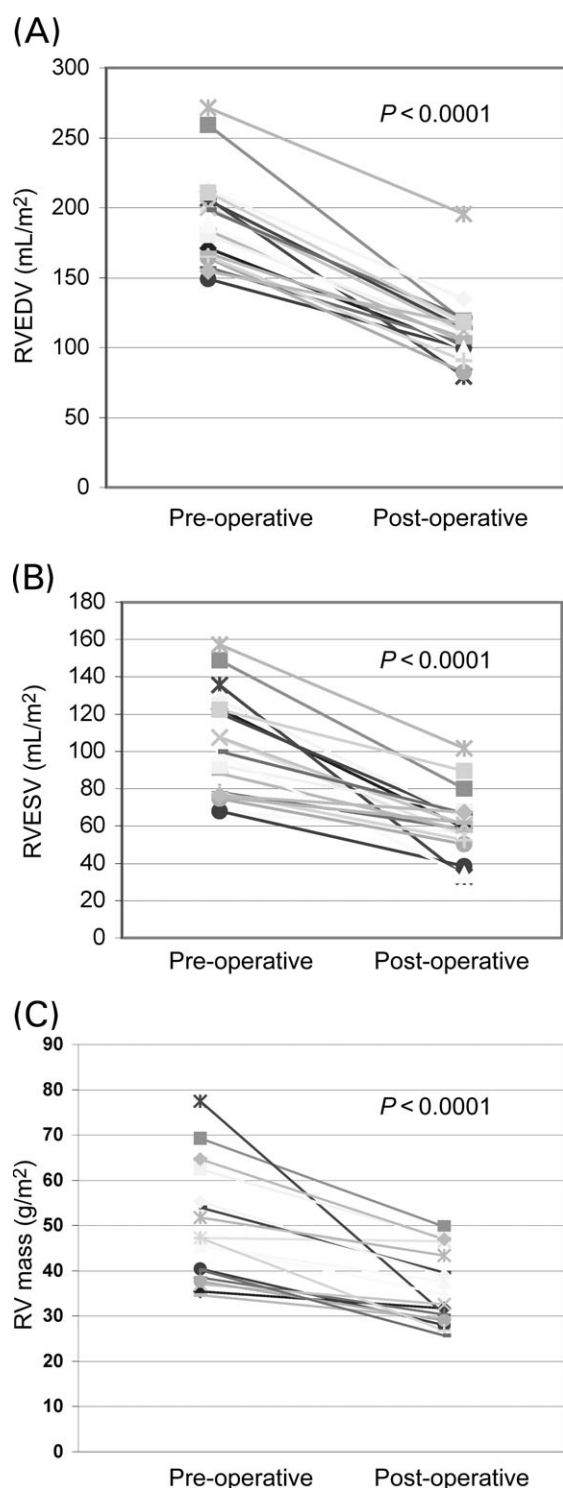 (A)
RVEDV (mL/m²)
300
250
200
150
100
50
0
P < 0.0001
Pre-operative Post-operative
(B)
RVESV (mL/m²)
180
160
140
120
100
80
60
40
20
0
P < 0.0001
Pre-operative Post-operative
(C)
RV mass (g/m²)
90
80
70
60
50
40
30
20
10
0
P < 0.0001
Pre-operative Post-operative